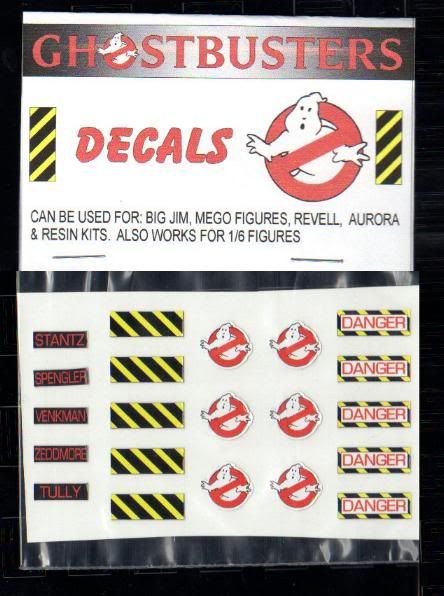 GHOSTBUSTERS
DECALS
CAN BE USED FOR: BIG JIM, MEGO FIGURES, REVELL, AURORA
& RESIN KITS. ALSO WORKS FOR 1/6 FIGURES
STANTZ
SPENGLER
VENKMAN
ZEDDMORE
TULLY
DANGER
DANGER
DANGER
DANGER
DANGER